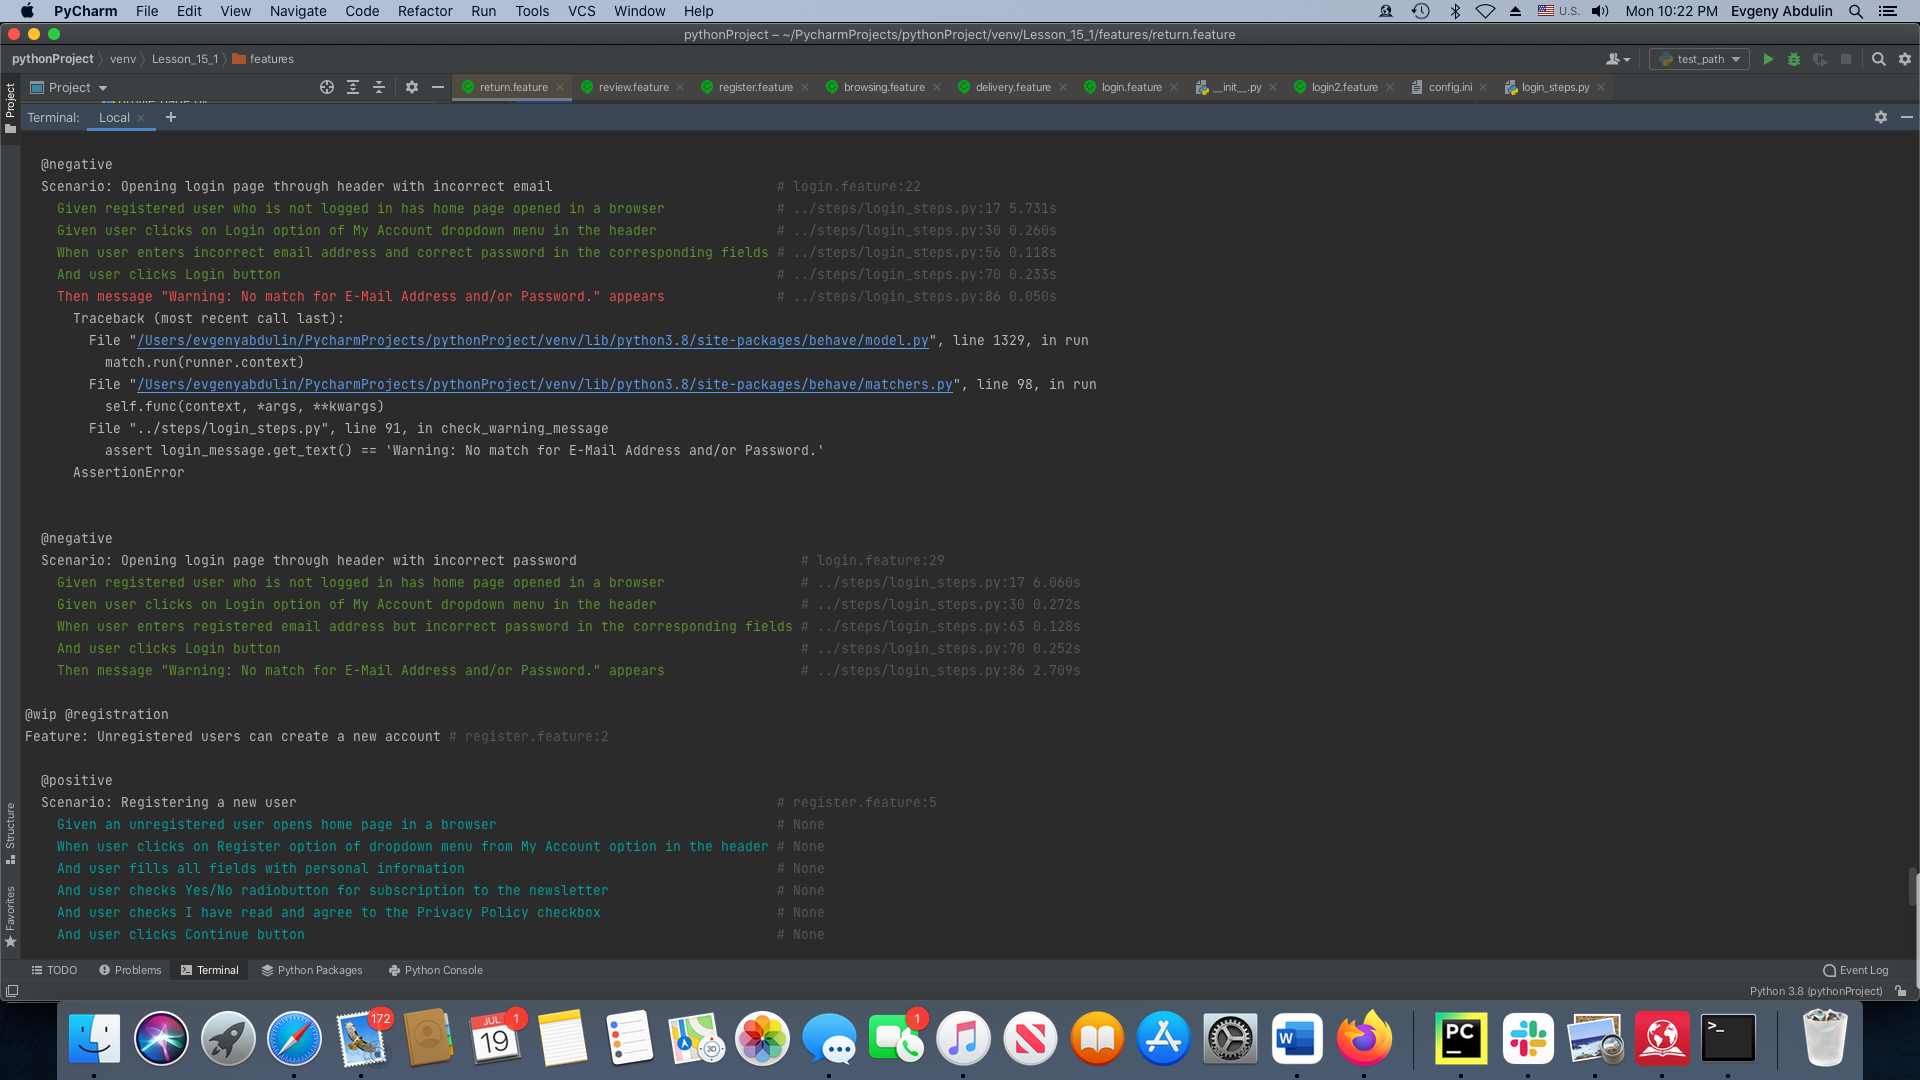 PyCharm File Edit View Navigate Code Refactor Run Tools VCS Window Help U.S. Mon 10:22 PM Evgeny Abdulin
pythonProject – ~/PycharmProjects/pythonProject/venv/Lesson_15_1/features/return.feature
pythonProject venv Lesson_15_1 features test_path
Project return.feature review.feature register.feature browsing.feature delivery.feature login.feature __init__.py login2.feature config.ini login_steps.py
Project
Terminal: Local +
@negative
Scenario: Opening login page through header with incorrect email # login.feature:22
Given registered user who is not logged in has home page opened in a browser # ../steps/login_steps.py:17 5.731s
Given user clicks on Login option of My Account dropdown menu in the header # ../steps/login_steps.py:30 0.260s
When user enters incorrect email address and correct password in the corresponding fields # ../steps/login_steps.py:56 0.118s
And user clicks Login button # ../steps/login_steps.py:70 0.233s
Then message "Warning: No match for E-Mail Address and/or Password." appears # ../steps/login_steps.py:86 0.050s
Traceback (most recent call last):
File "/Users/evgenyabdulin/PycharmProjects/pythonProject/venv/lib/python3.8/site-packages/behave/model.py", line 1329, in run
match.run(runner.context)
File "/Users/evgenyabdulin/PycharmProjects/pythonProject/venv/lib/python3.8/site-packages/behave/matchers.py", line 98, in run
self.func(context, *args, **kwargs)
File "../steps/login_steps.py", line 91, in check_warning_message
assert login_message.get_text() == 'Warning: No match for E-Mail Address and/or Password.'
AssertionError
@negative
Scenario: Opening login page through header with incorrect password # login.feature:29
Given registered user who is not logged in has home page opened in a browser # ../steps/login_steps.py:17 6.060s
Given user clicks on Login option of My Account dropdown menu in the header # ../steps/login_steps.py:30 0.272s
When user enters registered email address but incorrect password in the corresponding fields # ../steps/login_steps.py:63 0.128s
And user clicks Login button # ../steps/login_steps.py:70 0.252s
Then message "Warning: No match for E-Mail Address and/or Password." appears # ../steps/login_steps.py:86 2.709s
@wip @registration
Feature: Unregistered users can create a new account # register.feature:2
@positive
Scenario: Registering a new user # register.feature:5
Given an unregistered user opens home page in a browser # None
When user clicks on Register option of dropdown menu from My Account option in the header # None
And user fills all fields with personal information # None
And user checks Yes/No radiobutton for subscription to the newsletter # None
And user checks I have read and agree to the Privacy Policy checkbox # None
And user clicks Continue button # None
Structure
Favorites
TODO Problems Terminal Python Packages Python Console Event Log
Python 3.8 (pythonProject)
172 JUL 19 1 3D 1 W PC >_